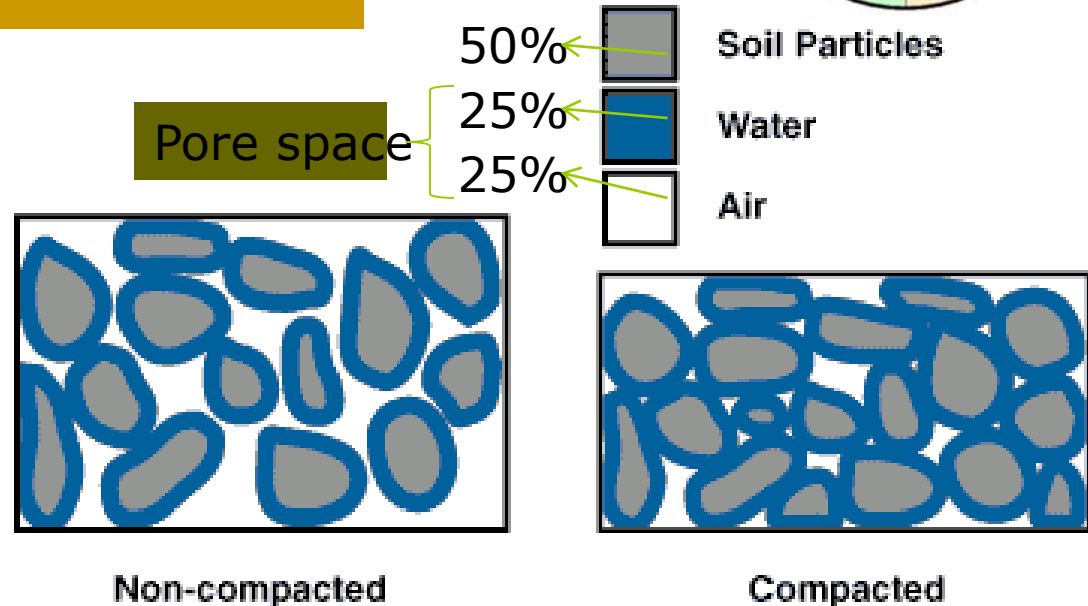 50% Soil Particles
25% Water
Pore space
25% Air
Non-compacted
Compacted